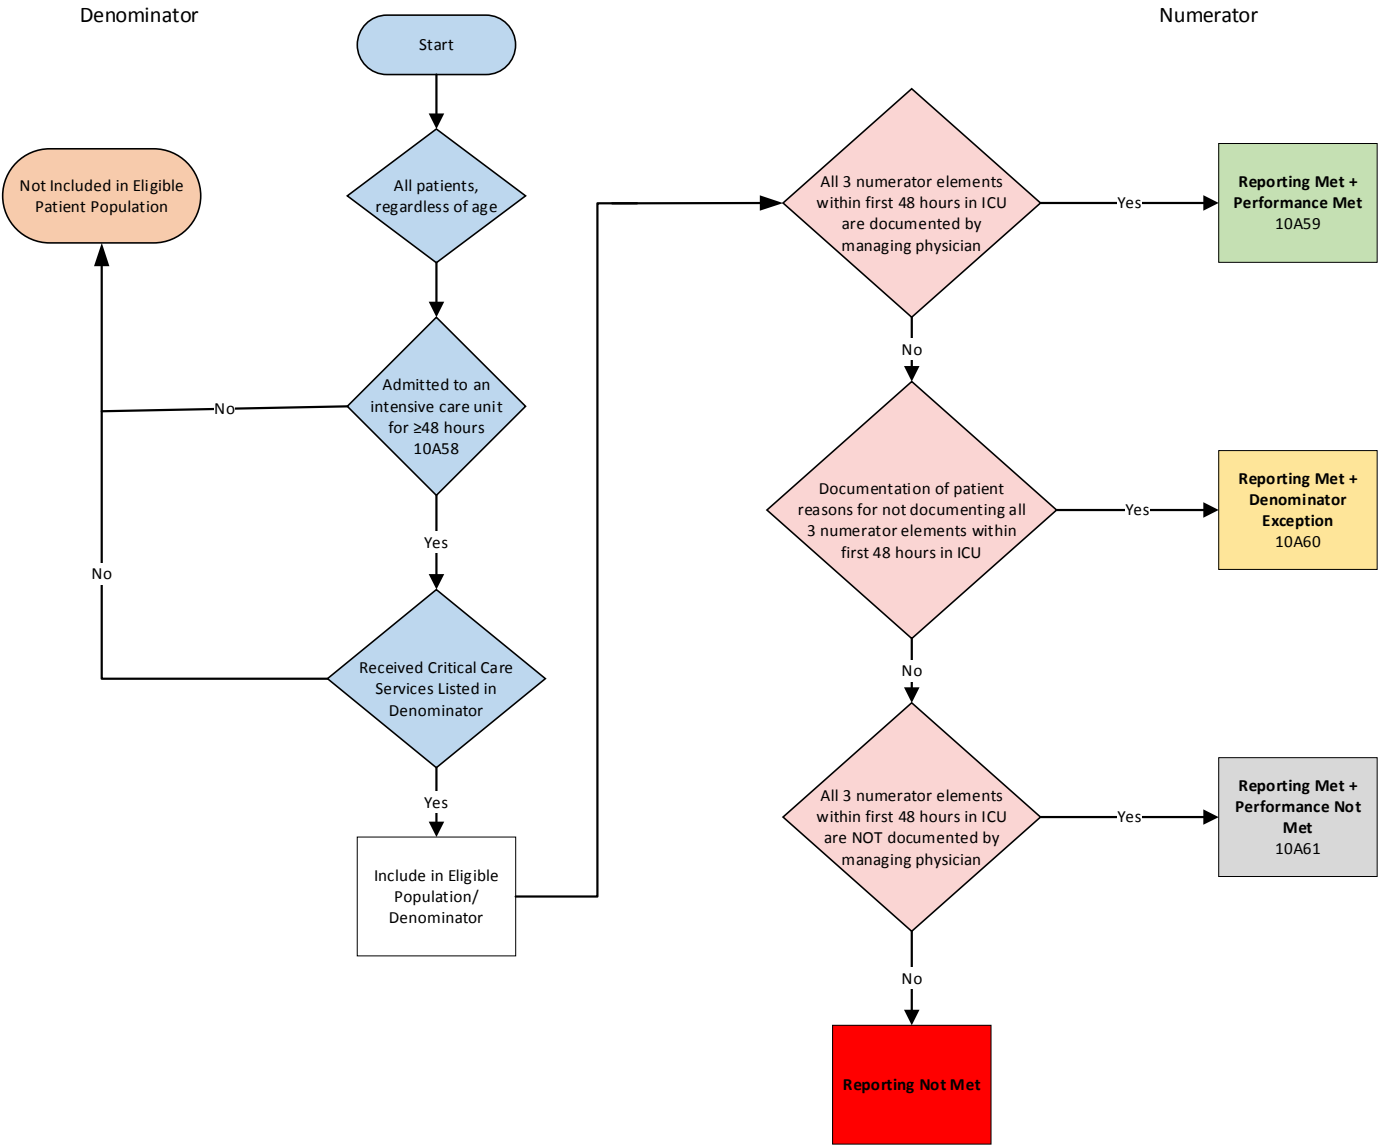 Denominator
Numerator
Start
All patients,
regardless of age
Not Included in Eligible
Patient Population
Admitted to an
intensive care unit
for ≥48 hours
10A58
No
Yes
No
Received Critical Care
Services Listed in
Denominator
Yes
Include in Eligible
Population/
Denominator
All 3 numerator elements
within first 48 hours in ICU
are documented by
managing physician
Yes
Reporting Met +
Performance Met
10A59
No
Documentation of patient
reasons for not documenting all
3 numerator elements within
first 48 hours in ICU
Yes
Reporting Met +
Denominator
Exception
10A60
No
All 3 numerator elements
within first 48 hours in ICU
are NOT documented by
managing physician
Yes
Reporting Met +
Performance Not
Met
10A61
No
Reporting Not Met